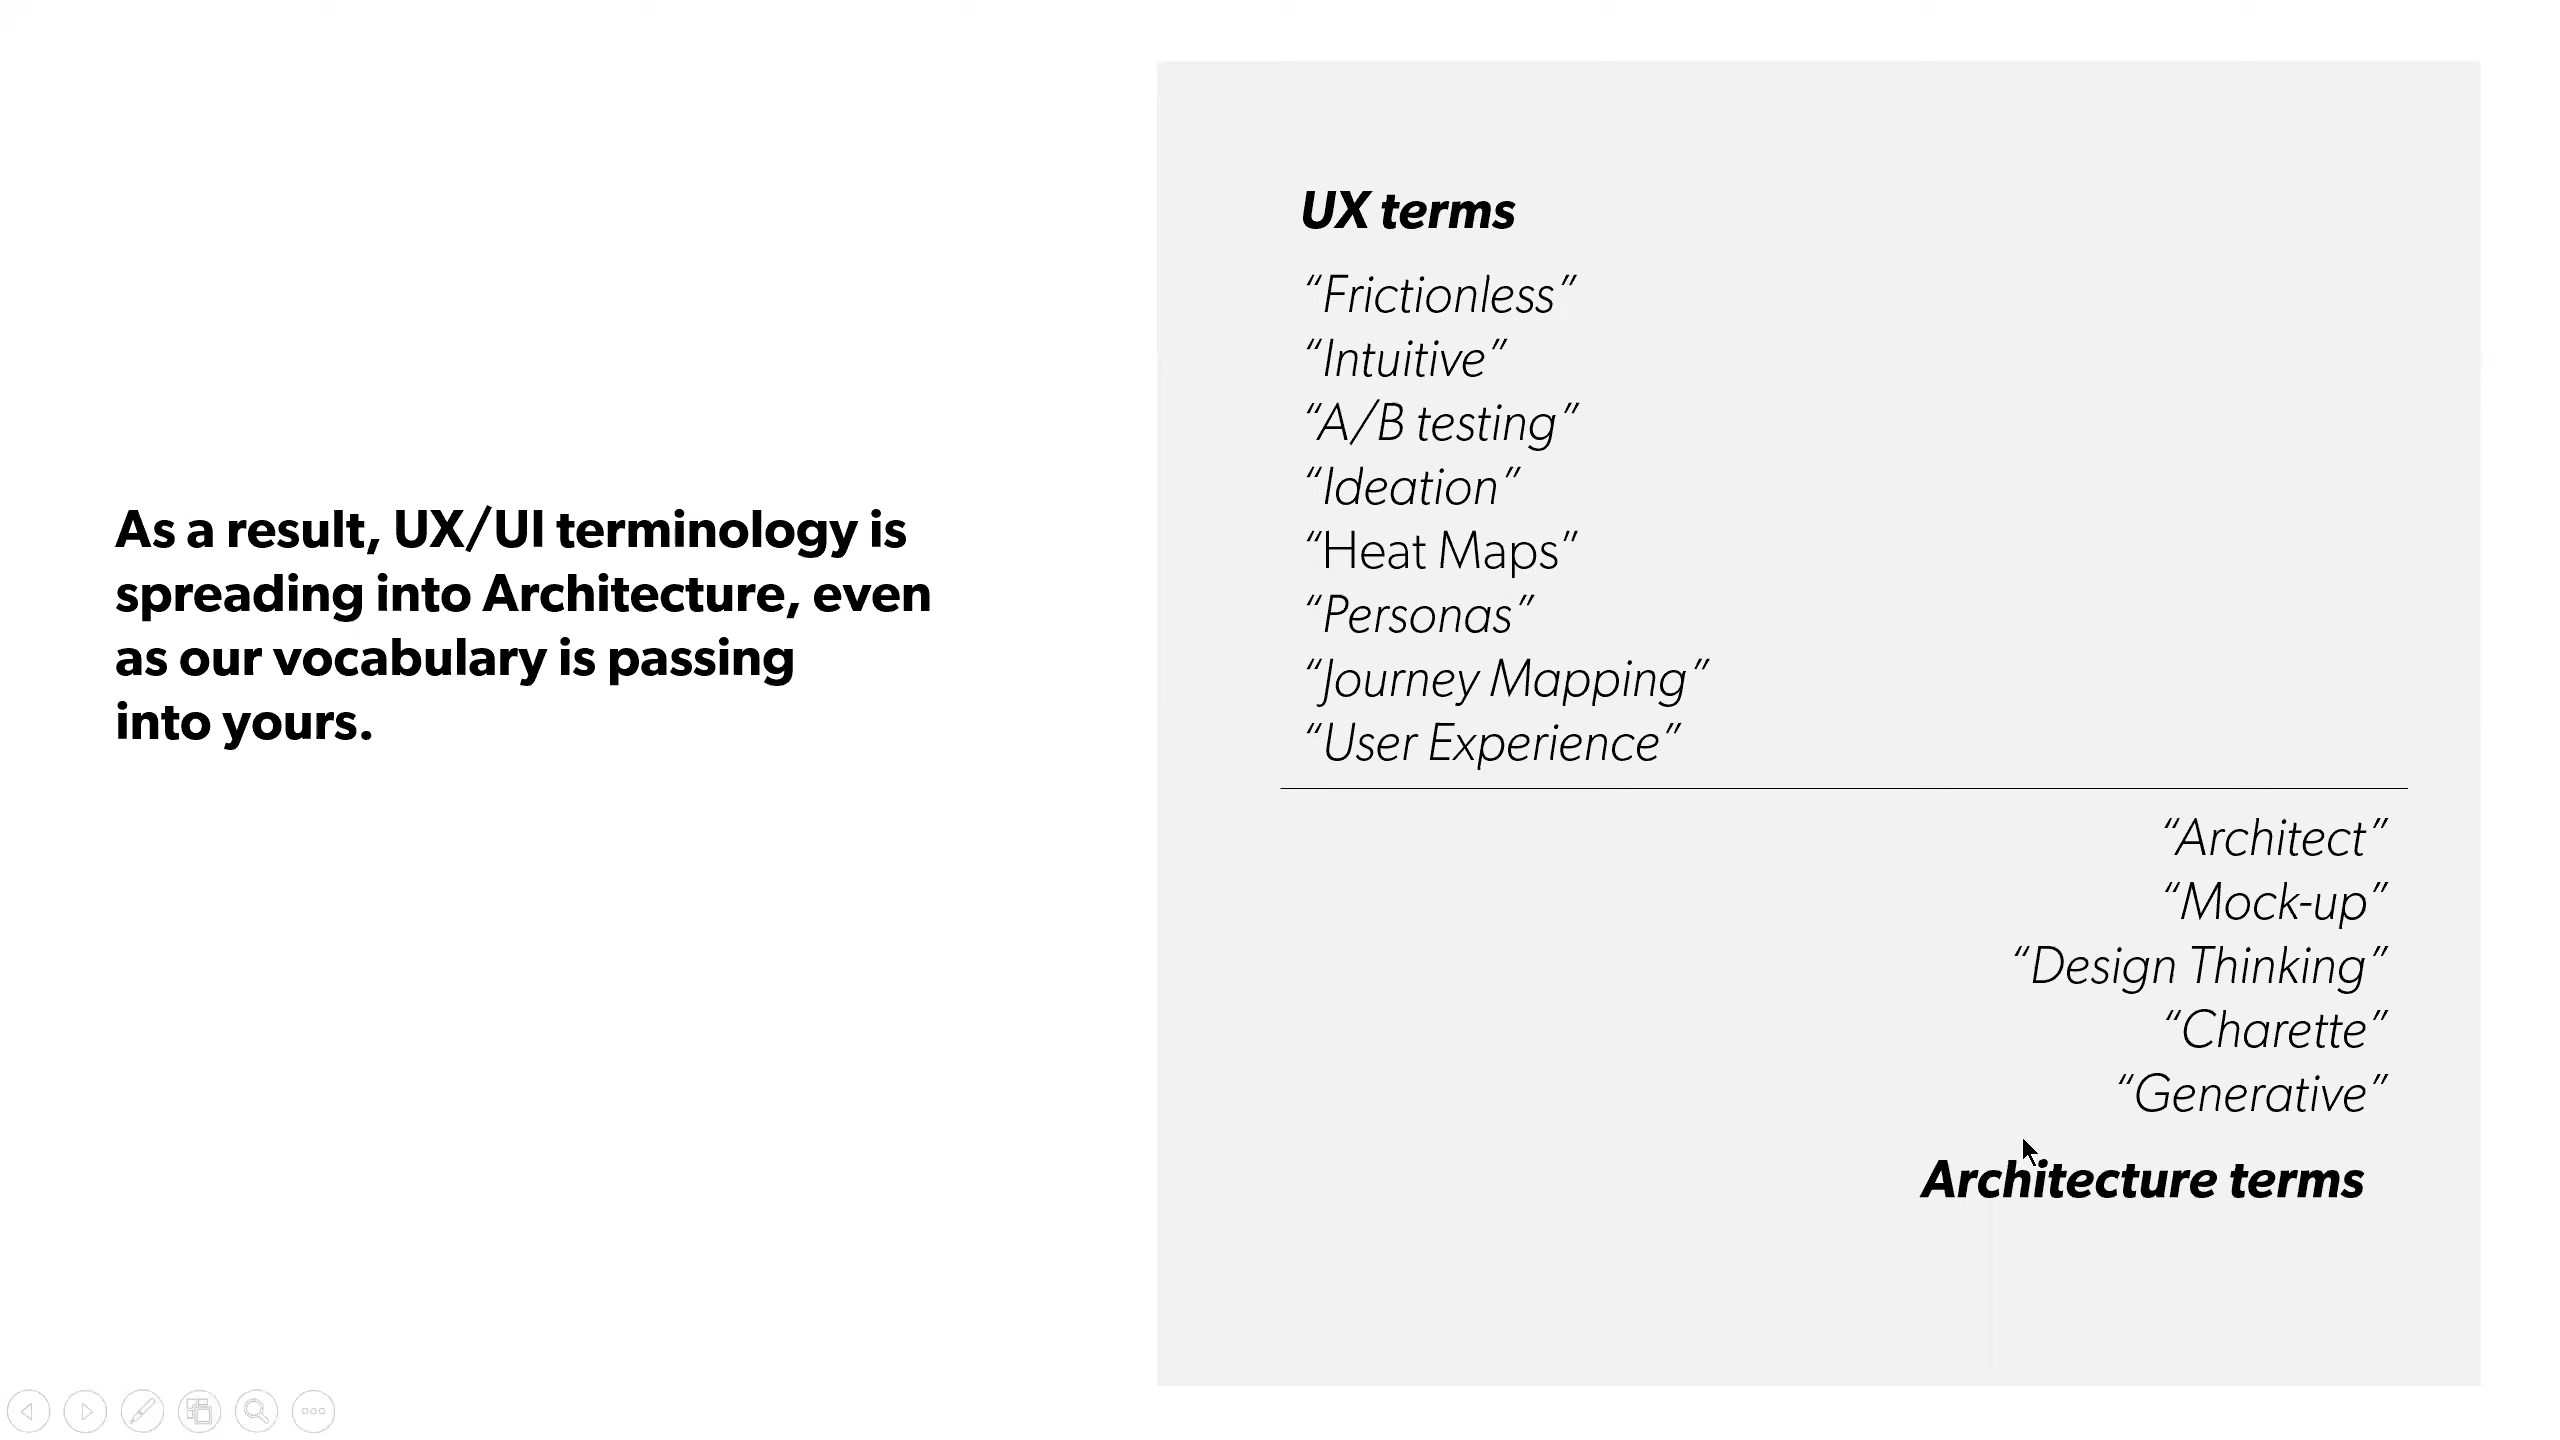 As a result, UX/UI terminology is
spreading into Architecture, even
as our vocabulary is passing
into yours.
UX terms
“Frictionless”
“Intuitive”
“A/B testing”
“Ideation”
“Heat Maps”
“Personas”
“Journey Mapping”
“User Experience”
“Architect”
“Mock-up”
“Design Thinking”
“Charette”
“Generative”
Architecture terms